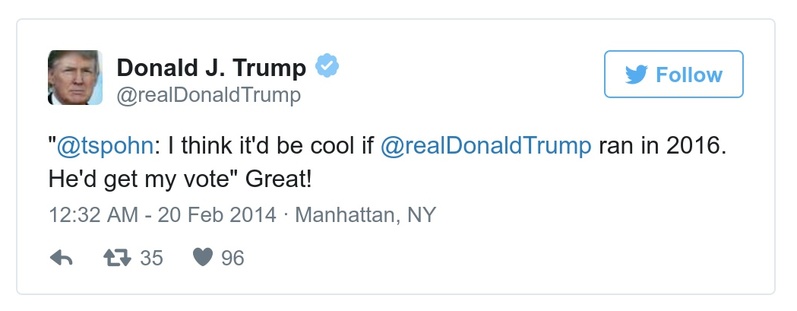 Donald J. Trump
@realDonaldTrump
Follow
"@tspohn: I think it'd be cool if @realDonaldTrump ran in 2016.
He'd get my vote" Great!
12:32 AM - 20 Feb 2014 · Manhattan, NY
35 96